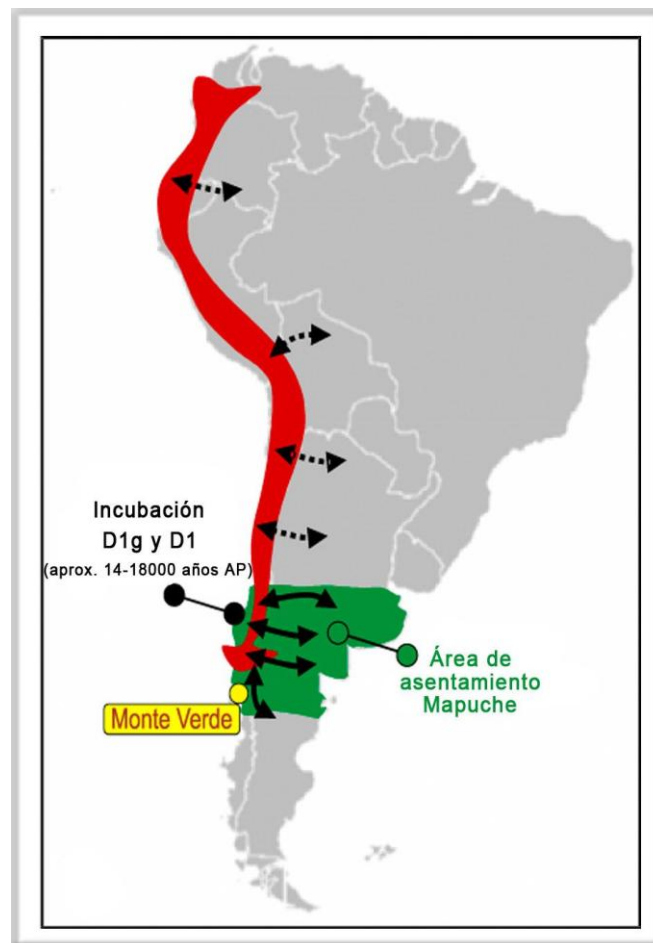 Incubación
D1g y D1
(aprox. 14-18000 años AP)
Área de
asentamiento
Mapuche
Monte Verde